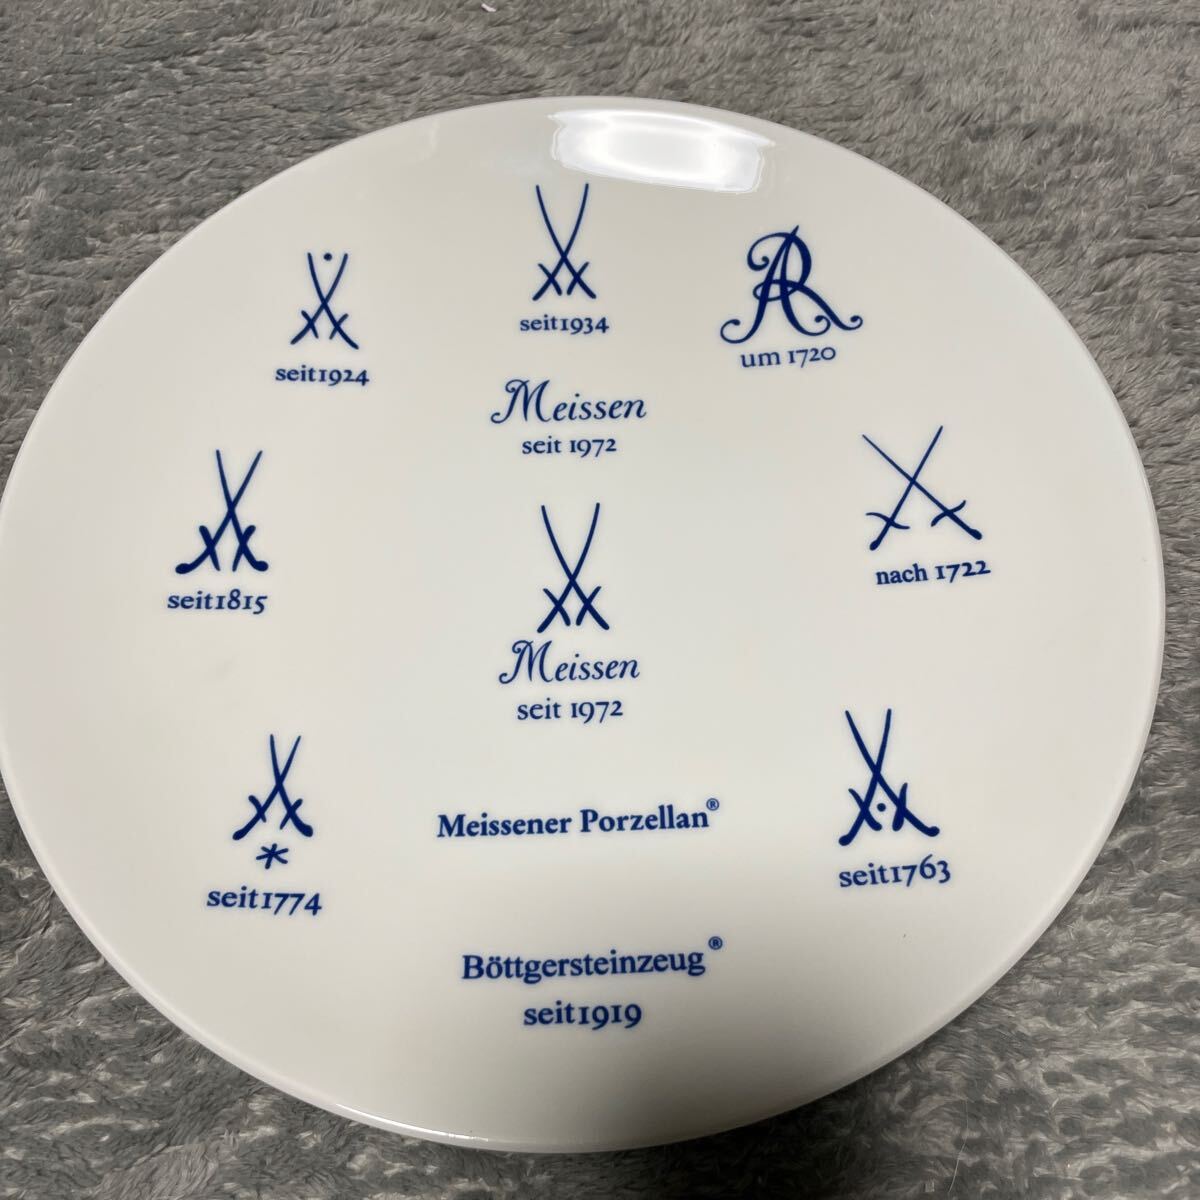 seit1934
AR
um 1720
seit1924
Meissen
seit 1972
nach 1722
seit1815
Meissen
seit 1972
seit1763
seit1774
Meissener Porzellan®
Böttgersteinzeug®
seit1919